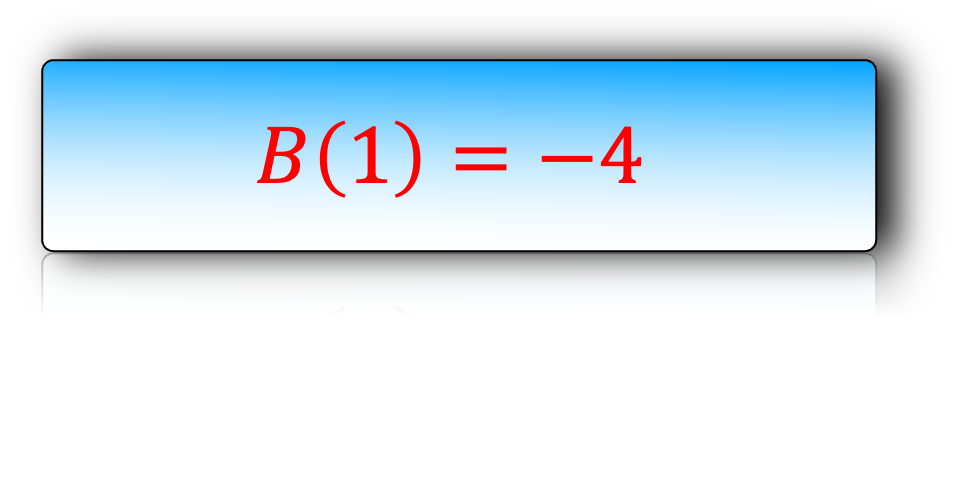 B(1) = −4